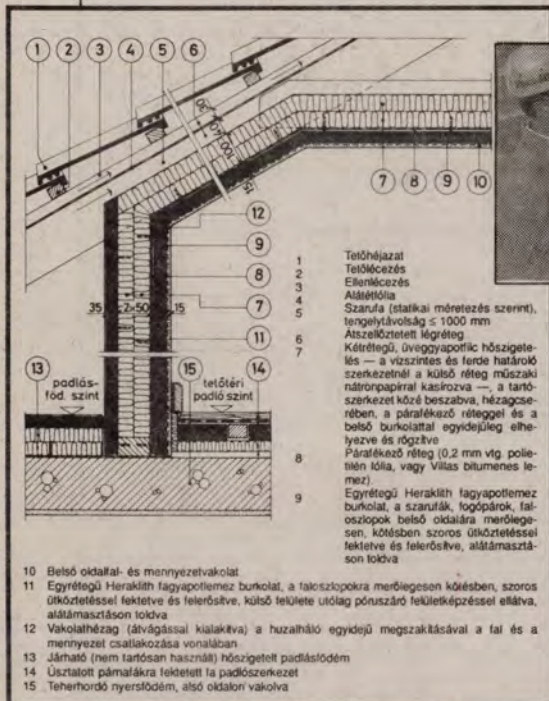 1 2 3 4 5 6
30
100/40
15
7 8 9 10
12
9
8
7
11
35 2×50 15
13 15 14
padlás-
föd. szint
tetőtéri
padló szint
1 Tetőhéjazat
2 Tetőlécezés
3 Ellenlécezés
4 Alátétfólia
5 Szarufa (statikai méretezés szerint),
tengelytávolság ≤ 1000 mm
6 Átszellőztetett légréteg
7 Kétrétegű, üveggyapotfilc hőszigete-
lés — a vízszintes és ferde határoló
szerkezetnél a külső réteg műszaki
nátronpapírral kasírozva —, a tartó-
szerkezet közé beszabva, hézagcse-
rében, a párafékező réteggel és a
belső burkolattal egyidejűleg elhe-
lyezve és rögzítve
8 Párafékező réteg (0,2 mm vtg. polie-
tilén fólia, vagy Villas bitumenes le-
mez)
9 Egyrétegű Heraklith fagyapotlemez
burkolat, a szarufák, fogópárok, fal-
oszlopok belső oldalára merőlege-
sen, kötésben szoros ütköztetéssel
fektetve és felerősítve, alátámasztá-
son toldva
10 Belső oldalfal- és mennyezetvakolat
11 Egyrétegű Heraklith fagyapotlemez burkolat, a faloszlopokra merőlegesen kötésben, szoros
ütköztetéssel fektetve és felerősítve, külső felülete utólag póruszáró felületképzéssel ellátva,
alátámasztáson toldva
12 Vakolathézag (átvágással kialakítva) a huzalháló egyidejű megszakításával a fal és a
mennyezet csatlakozása vonalában
13 Járható (nem tartósan használt) hőszigetelt padlásfödém
14 Úsztatott párnafákra fektetett fa padlószerkezet
15 Teherhordó nyersfödém, alsó oldalon vakolva